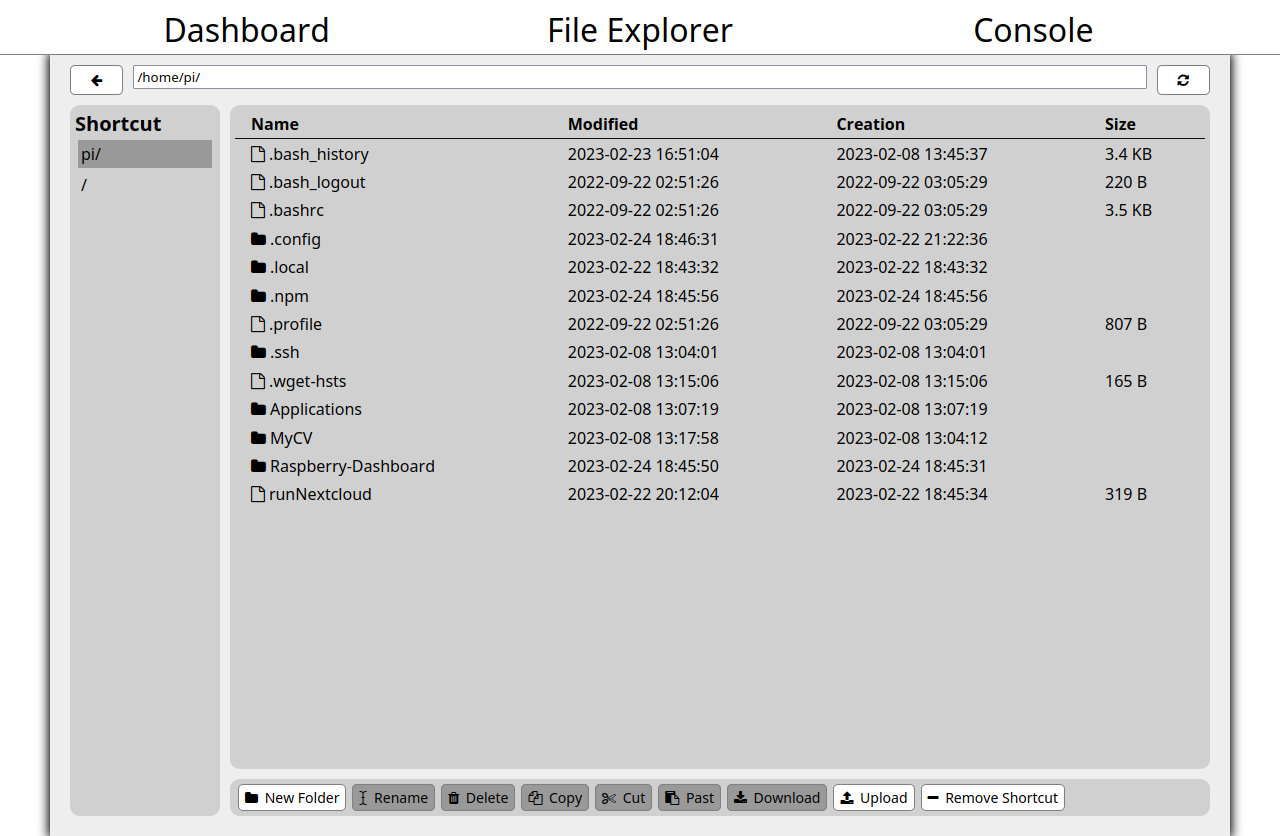 Dashboard File Explorer Console
/home/pi/
Shortcut
pi/
/
Name Modified Creation Size
.bash_history 2023-02-23 16:51:04 2023-02-08 13:45:37 3.4 KB
.bash_logout 2022-09-22 02:51:26 2022-09-22 03:05:29 220 B
.bashrc 2022-09-22 02:51:26 2022-09-22 03:05:29 3.5 KB
.config 2023-02-24 18:46:31 2023-02-22 21:22:36
.local 2023-02-22 18:43:32 2023-02-22 18:43:32
.npm 2023-02-24 18:45:56 2023-02-24 18:45:56
.profile 2022-09-22 02:51:26 2022-09-22 03:05:29 807 B
.ssh 2023-02-08 13:04:01 2023-02-08 13:04:01
.wget-hsts 2023-02-08 13:15:06 2023-02-08 13:15:06 165 B
Applications 2023-02-08 13:07:19 2023-02-08 13:07:19
MyCV 2023-02-08 13:17:58 2023-02-08 13:04:12
Raspberry-Dashboard 2023-02-24 18:45:50 2023-02-24 18:45:31
runNextcloud 2023-02-22 20:12:04 2023-02-22 18:45:34 319 B
New Folder Rename Delete Copy Cut Past Download Upload Remove Shortcut